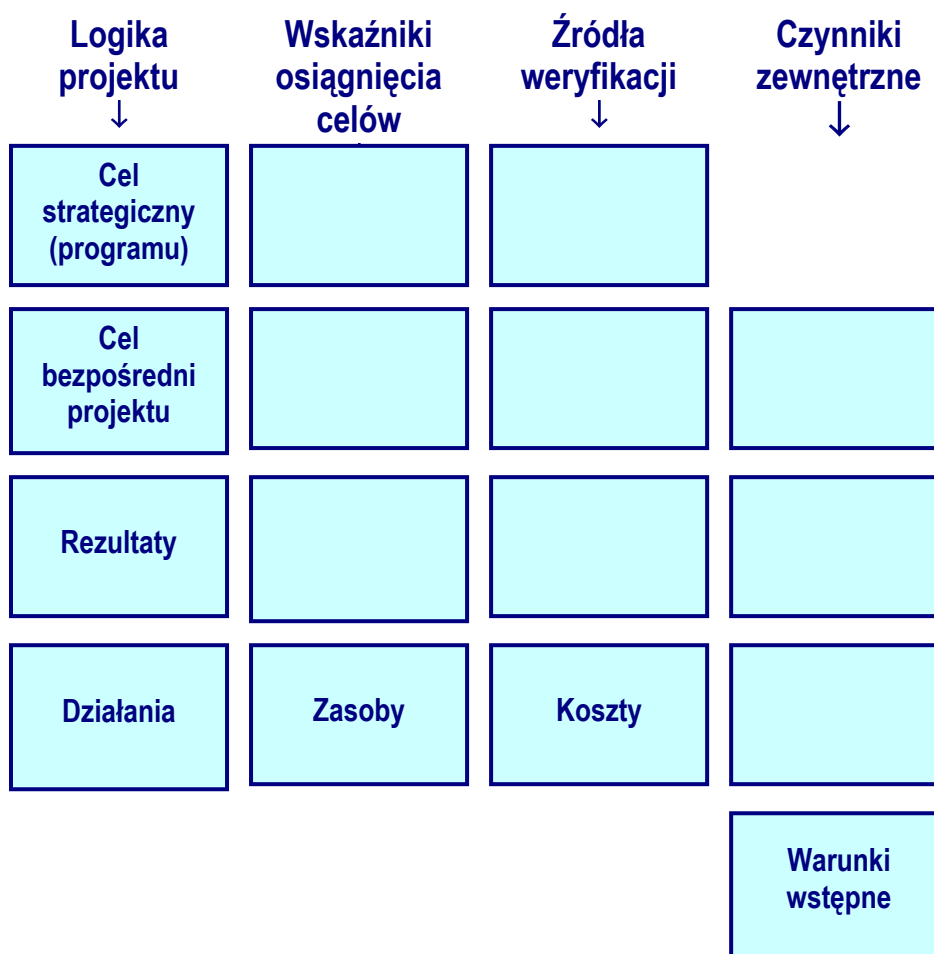 Logika
projektu
↓
Wskaźniki
osiągnięcia
celów
Źródła
weryfikacji
↓
Czynniki
zewnętrzne
↓
Cel
strategiczny
(programu)
Cel
bezpośredni
projektu
Rezultaty
Działania
Zasoby
Koszty
Warunki
wstępne